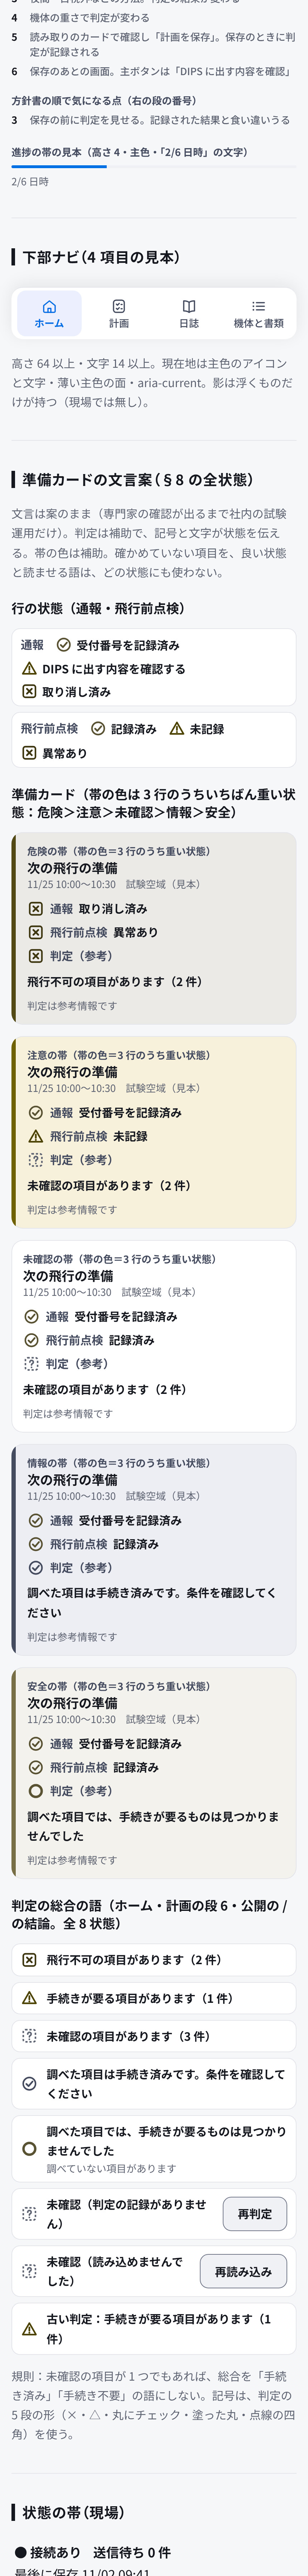 4 機体の重さで判定が変わる
5 読み取りのカードで確認し「計画を保存」。保存のときに判
定が記録される
6 保存のあとの画面。主ボタンは「DIPS に出す内容を確認」
方針書の順で気になる点（右の段の番号）
3 保存の前に判定を見せる。記録された結果と食い違いうる
進捗の帯の見本（高さ 4・主色・「2/6 日時」の文字）
2/6 日時
下部ナビ（4 項目の見本）
ホーム 計画 日誌 機体と書類
高さ 64 以上・文字 14 以上。現在地は主色のアイコン
と文字・薄い主色の面・aria-current。影は浮くものだ
けが持つ（現場では無し）。
準備カードの文言案（§8 の全状態）
文言は案のまま（専門家の確認が出るまで社内の試験
運用だけ）。判定は補助で、記号と文字が状態を伝え
る。帯の色は補助。確かめていない項目を、良い状態
と読ませる語は、どの状態にも使わない。
行の状態（通報・飛行前点検）
通報 受付番号を記録済み
DIPS に出す内容を確認する
取り消し済み
飛行前点検 記録済み 未記録
異常あり
準備カード（帯の色は 3 行のうちいちばん重い状
態：危険＞注意＞未確認＞情報＞安全）
危険の帯（帯の色＝3 行のうち重い状態）
次の飛行の準備
11/25 10:00〜10:30 試験空域（見本）
通報 取り消し済み
飛行前点検 異常あり
判定（参考）
飛行不可の項目があります（2 件）
判定は参考情報です
注意の帯（帯の色＝3 行のうち重い状態）
次の飛行の準備
11/25 10:00〜10:30 試験空域（見本）
通報 受付番号を記録済み
飛行前点検 未記録
判定（参考）
未確認の項目があります（2 件）
判定は参考情報です
未確認の帯（帯の色＝3 行のうち重い状態）
次の飛行の準備
11/25 10:00〜10:30 試験空域（見本）
通報 受付番号を記録済み
飛行前点検 記録済み
判定（参考）
未確認の項目があります（2 件）
判定は参考情報です
情報の帯（帯の色＝3 行のうち重い状態）
次の飛行の準備
11/25 10:00〜10:30 試験空域（見本）
通報 受付番号を記録済み
飛行前点検 記録済み
判定（参考）
調べた項目は手続き済みです。条件を確認してく
ださい
判定は参考情報です
安全の帯（帯の色＝3 行のうち重い状態）
次の飛行の準備
11/25 10:00〜10:30 試験空域（見本）
通報 受付番号を記録済み
飛行前点検 記録済み
判定（参考）
調べた項目では、手続きが要るものは見つかりま
せんでした
判定は参考情報です
判定の総合の語（ホーム・計画の段 6・公開の /
の結論。全 8 状態）
飛行不可の項目があります（2 件）
手続きが要る項目があります（1 件）
未確認の項目があります（3 件）
調べた項目は手続き済みです。条件を確認して
ください
調べた項目では、手続きが要るものは見つかり
ませんでした
調べていない項目があります
未確認（判定の記録がありませ
ん）
再判定
未確認（読み込めませんで
した）
再読み込み
古い判定：手続きが要る項目があります（1
件）
規則：未確認の項目が 1 つでもあれば、総合を「手続
き済み」「手続き不要」の語にしない。記号は、判定の
5 段の形（×・△・丸にチェック・塗った丸・点線の四
角）を使う。
状態の帯（現場）
● 接続あり 送信待ち 0 件
最後に保存 11/02 09:41